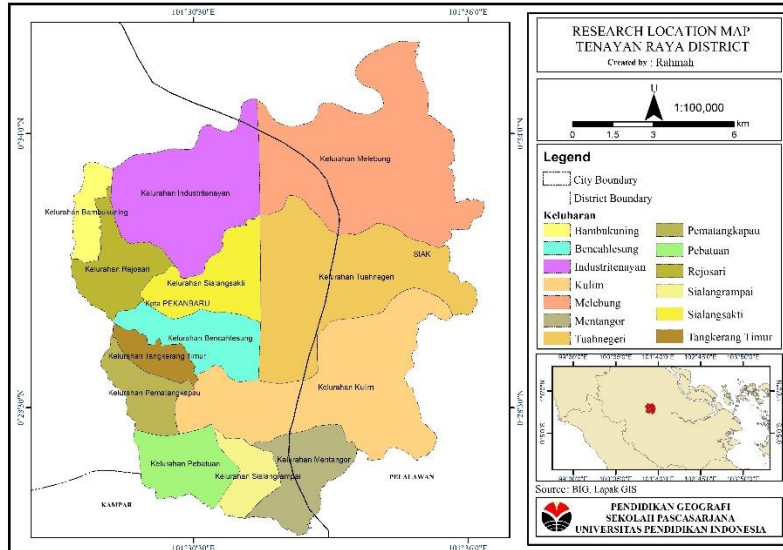 101°30'30"E
101°36'0"E
0°34'0"N
0°34'0"N
0°28'30"N
0°28'30"N
Kelurahan Melebung
Kelurahan Industritenayan
Kelurahan Bambukuning
Kelurahan Rejosari
Kelurahan Sialangsakti
Kelurahan Tuahnegeri
SIAK
Kota PEKANBARU
Kelurahan Bencahlesung
Kelurahan Tangkerang Timur
Kelurahan Pematangkapau
Kelurahan Kulim
Kelurahan Pebatuan
Kelurahan Sialangrampai
Kelurahan Mentangor
KAMPAR
PELALAWAN
101°30'30"E
101°36'0"E
RESEARCH LOCATION MAP
TENAYAN RAYA DISTRICT
Created by : Rahmah
U
1:100,000
km
0 1.5 3 6
Legend
City Boundary
District Boundary
Keluharan
Bambukuning
Bencahlesung
Industritenayan
Kulim
Melebung
Mentangor
Tuahnegeri
Pematangkapau
Pebatuan
Rejosari
Sialangrampai
Sialangsakti
Tangkerang Timur
Source: BIG, Lapak GIS
PENDIDIKAN GEOGRAFI
SEKOLAH PASCASARJANA
UNIVERSITAS PENDIDIKAN INDONESIA